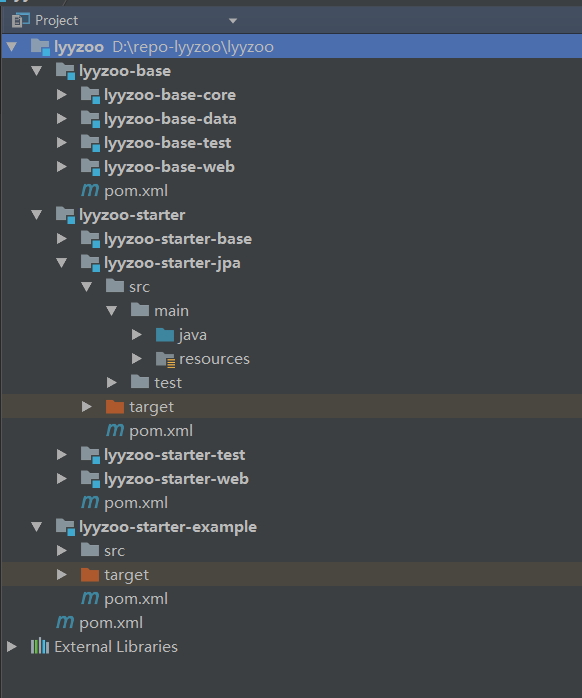 Project
lyyzoo D:\repo-lyyzoo\lyyzoo
lyyzoo-base
lyyzoo-base-core
lyyzoo-base-data
lyyzoo-base-test
lyyzoo-base-web
m pom.xml
lyyzoo-starter
lyyzoo-starter-base
lyyzoo-starter-jpa
src
main
java
resources
test
target
m pom.xml
lyyzoo-starter-test
lyyzoo-starter-web
m pom.xml
lyyzoo-starter-example
src
target
m pom.xml
m pom.xml
External Libraries